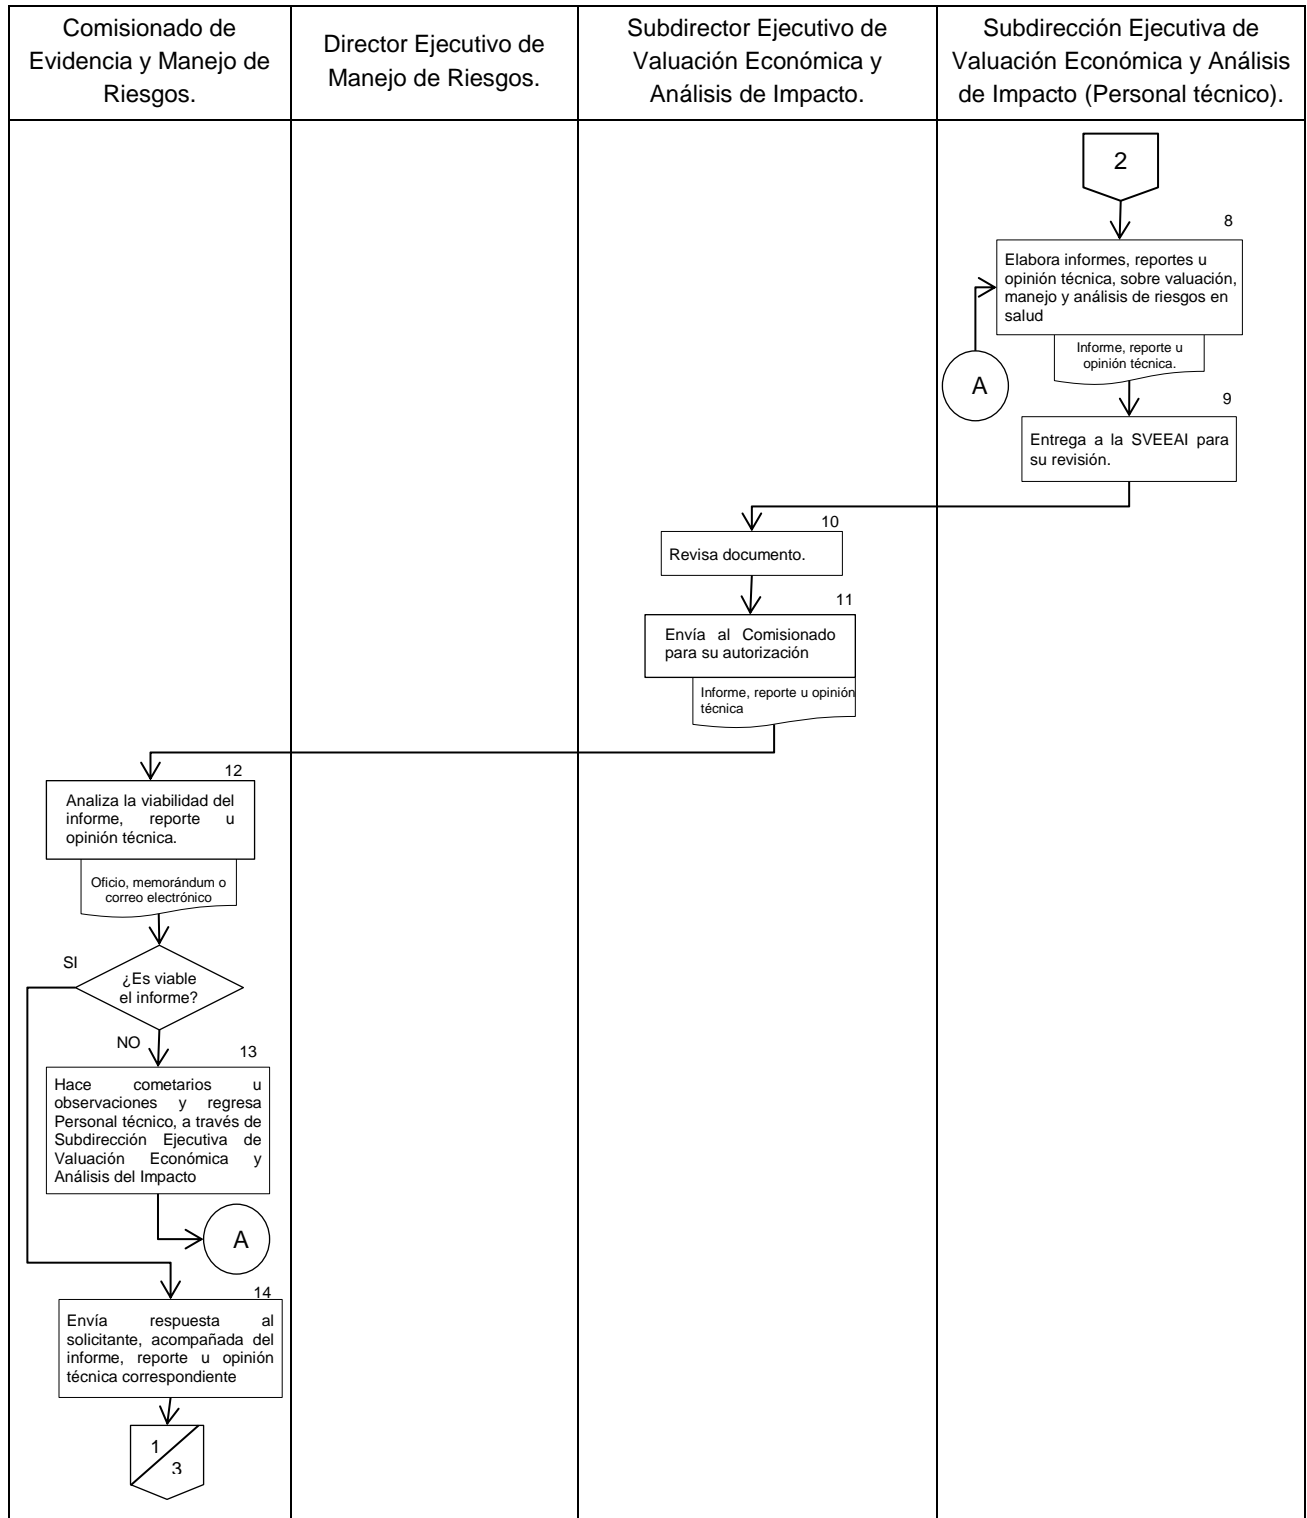 Comisionado de
Evidencia y Manejo de
Riesgos.
Director Ejecutivo de
Manejo de Riesgos.
Subdirector Ejecutivo de
Valuación Económica y
Análisis de Impacto.
Subdirección Ejecutiva de
Valuación Económica y Análisis
de Impacto (Personal técnico).
2
8
Elabora informes, reportes u
opinión técnica, sobre valuación,
manejo y análisis de riesgos en
salud
Informe, reporte u
opinión técnica.
A
9
Entrega a la SVEEAI para
su revisión.
10
Revisa documento.
11
Envía al Comisionado
para su autorización
Informe, reporte u opinión
técnica
12
Analiza la viabilidad del
informe, reporte u
opinión técnica.
Oficio, memorándum o
correo electrónico
SI
¿Es viable
el informe?
NO
13
Hace cometarios u
observaciones y regresa
Personal técnico, a través de
Subdirección Ejecutiva de
Valuación Económica y
Análisis del Impacto
A
14
Envía respuesta al
solicitante, acompañada del
informe, reporte u opinión
técnica correspondiente
1
3